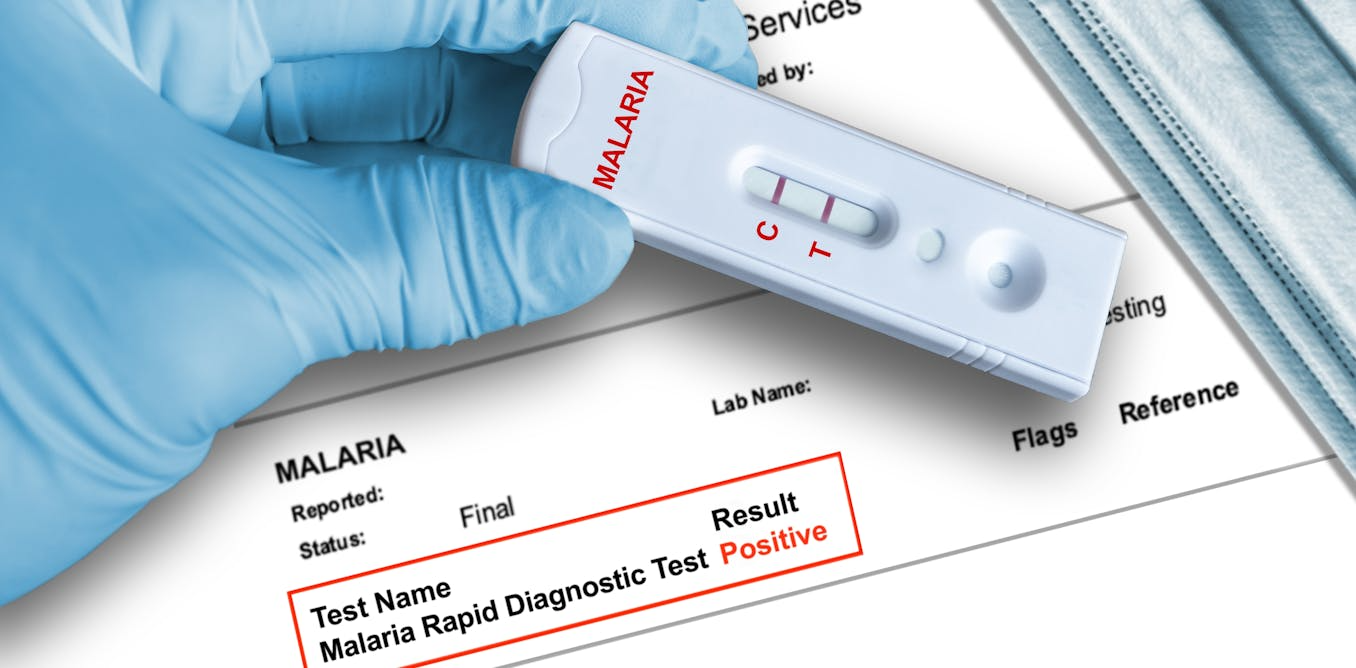 Services
ed by:
MALARIA
C
T
esting
Lab Name:
Flags Reference
MALARIA
Reported:
Status: Final
Test Name Result
Malaria Rapid Diagnostic Test Positive